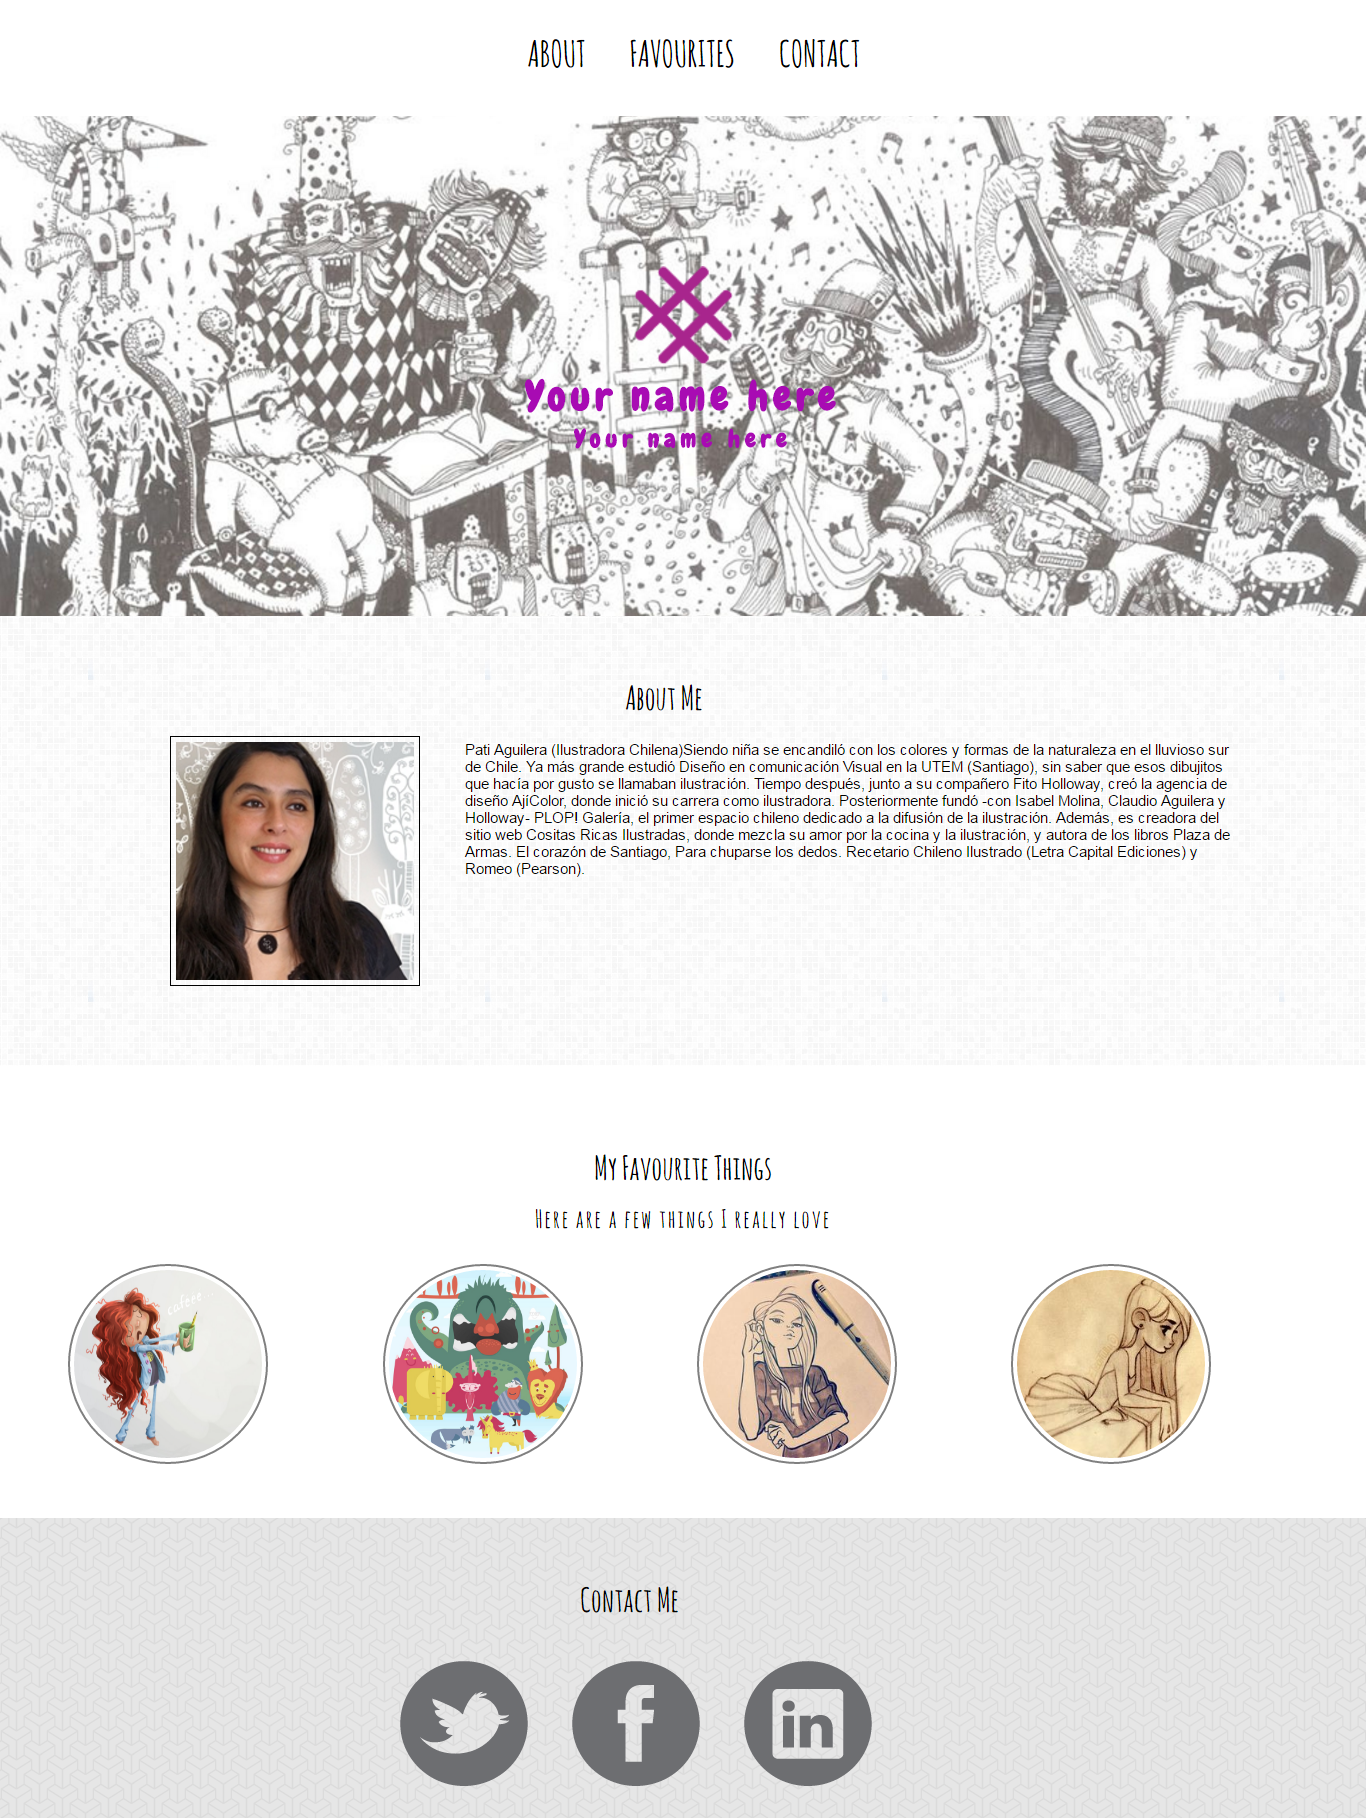 ABOUT FAVOURITES CONTACT
Your name here
Your name here
About Me
Pati Aguilera (Ilustradora Chilena)Siendo niña se encandiló con los colores y formas de la naturaleza en el lluvioso sur
de Chile. Ya más grande estudió Diseño en comunicación Visual en la UTEM (Santiago), sin saber que esos dibujitos
que hacía por gusto se llamaban ilustración. Tiempo después, junto a su compañero Fito Holloway, creó la agencia de
diseño AjíColor, donde inició su carrera como ilustradora. Posteriormente fundó -con Isabel Molina, Claudio Aguilera y
Holloway- PLOP! Galería, el primer espacio chileno dedicado a la difusión de la ilustración. Además, es creadora del
sitio web Cositas Ricas Ilustradas, donde mezcla su amor por la cocina y la ilustración, y autora de los libros Plaza de
Armas. El corazón de Santiago, Para chuparse los dedos. Recetario Chileno Ilustrado (Letra Capital Ediciones) y
Romeo (Pearson).
My Favourite Things
Here are a few things I really love
Contact Me
f
in